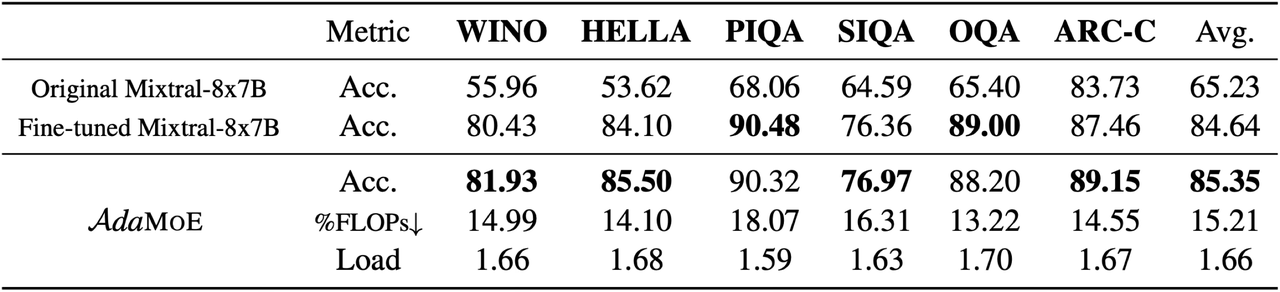 Metric WINO HELLA PIQA SIQA OQA ARC-C Avg.
Original Mixtral-8x7B Acc. 55.96 53.62 68.06 64.59 65.40 83.73 65.23
Fine-tuned Mixtral-8x7B Acc. 80.43 84.10 90.48 76.36 89.00 87.46 84.64
Acc. 81.93 85.50 90.32 76.97 88.20 89.15 85.35
AdaMOE %FLOPs↓ 14.99 14.10 18.07 16.31 13.22 14.55 15.21
Load 1.66 1.68 1.59 1.63 1.70 1.67 1.66